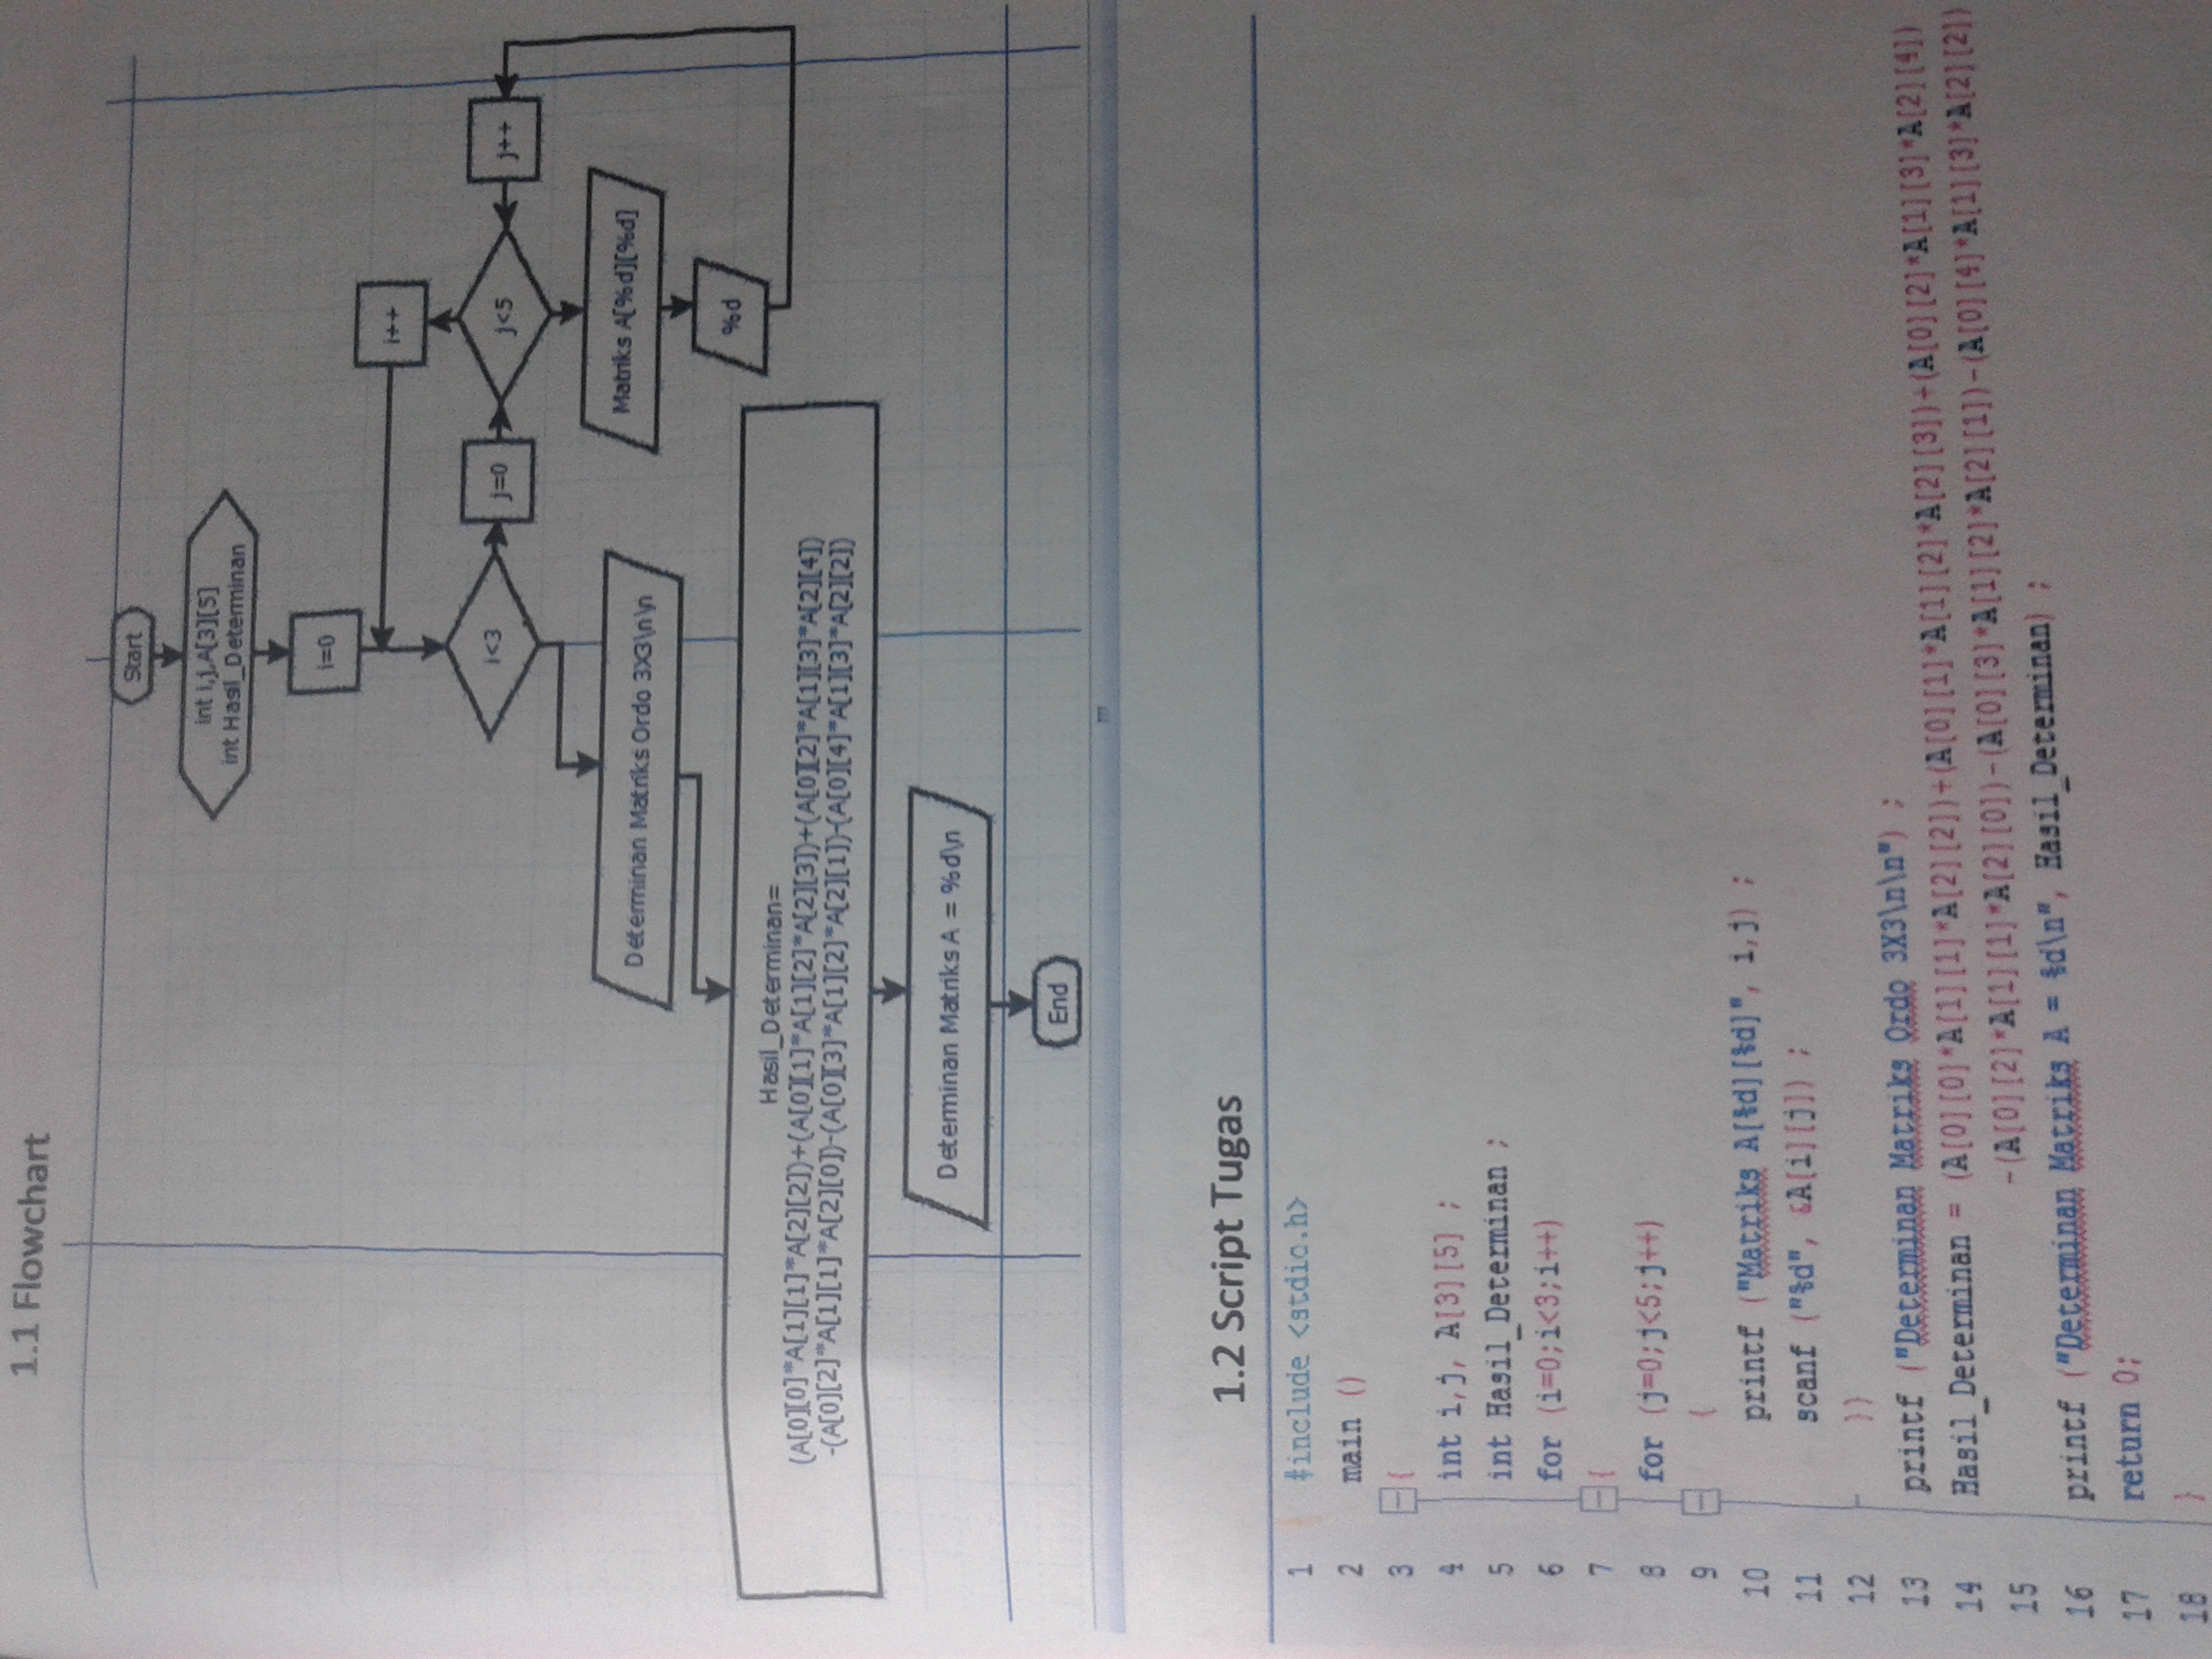 1.1 Flowchart
Start
int i,j,A[3][5]
int Hasil_Determinan
i=0
i++
i<3
j=0
j<5
j++
Determinan Matriks Ordo 3X3\n\n
Matriks A[%d][%d]
%d
Hasil_Determinan=
(A[0][0]*A[1][1]*A[2][2])+(A[0][1]*A[1][2]*A[2][3])+(A[0][2]*A[1][3]*A[2][4])
-(A[0][2]*A[1][1]*A[2][0])-(A[0][3]*A[1][2]*A[2][1])-(A[0][4]*A[1][3]*A[2][2])
Determinan Matriks A = %d\n
End
1.2 Script Tugas
1 #include <stdio.h>
2 main ()
3 {
4 int i,j, A[3][5] ;
5 int Hasil_Determinan ;
6 for (i=0;i<3;i++)
7 {
8 for (j=0;j<5;j++)
9 {
10 printf ("Matriks A[%d][%d]", i,j) ;
11 scanf ("%d", &A[i][j]) ;
12 }}
13 printf ("Determinan Matriks Ordo 3X3\n\n") ;
14 Hasil_Determinan = (A[0][0]*A[1][1]*A[2][2])+(A[0][1]*A[1][2]*A[2][3])+(A[0][2]*A[1][3]*A[2][4])
15 -(A[0][2]*A[1][1]*A[2][0])-(A[0][3]*A[1][2]*A[2][1])-(A[0][4]*A[1][3]*A[2][2])
16 printf ("Determinan Matriks A = %d\n", Hasil_Determinan) ;
17 return 0;
18 }